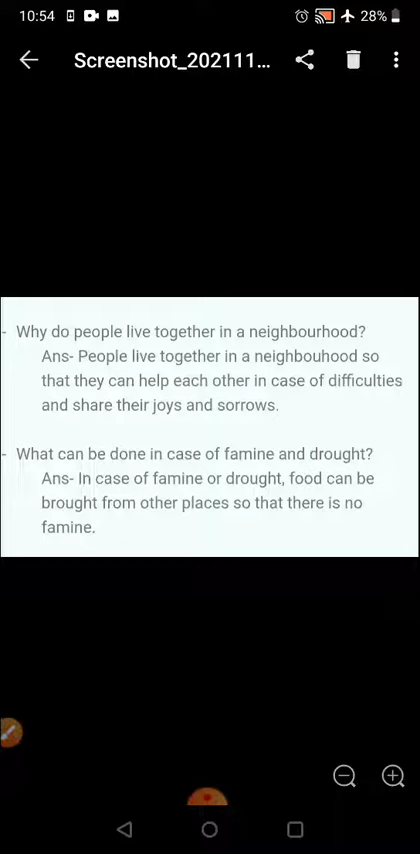 10:54 28%
Screenshot_202111...
- Why do people live together in a neighbourhood?
Ans- People live together in a neighbouhood so
that they can help each other in case of difficulties
and share their joys and sorrows.
- What can be done in case of famine and drought?
Ans- In case of famine or drought, food can be
brought from other places so that there is no
famine.